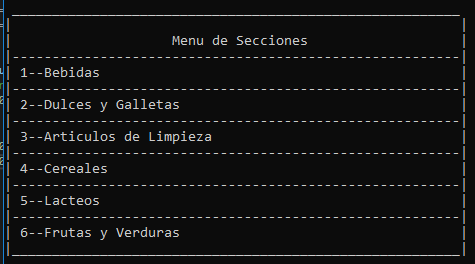 Menu de Secciones
1--Bebidas
2--Dulces y Galletas
3--Articulos de Limpieza
4--Cereales
5--Lacteos
6--Frutas y Verduras